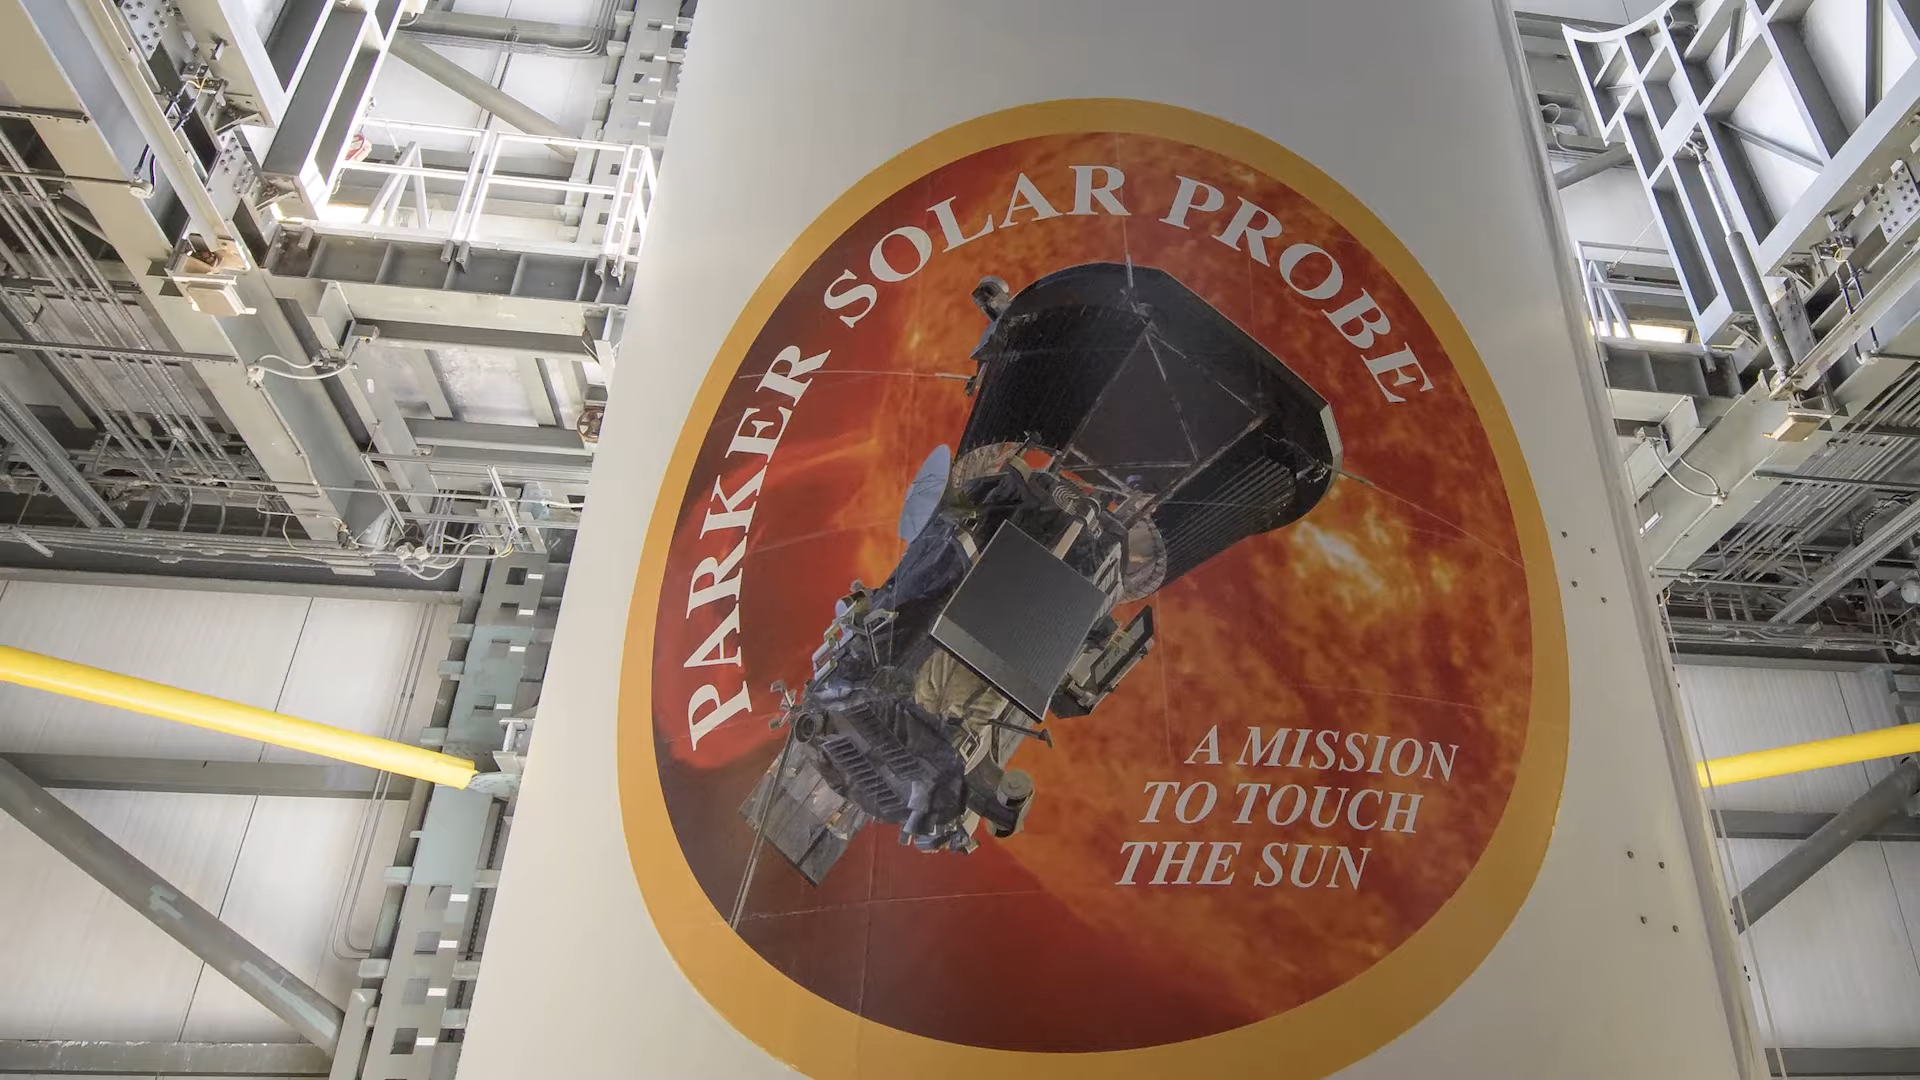 PARKER SOLAR PROBE
A MISSION
TO TOUCH
THE SUN